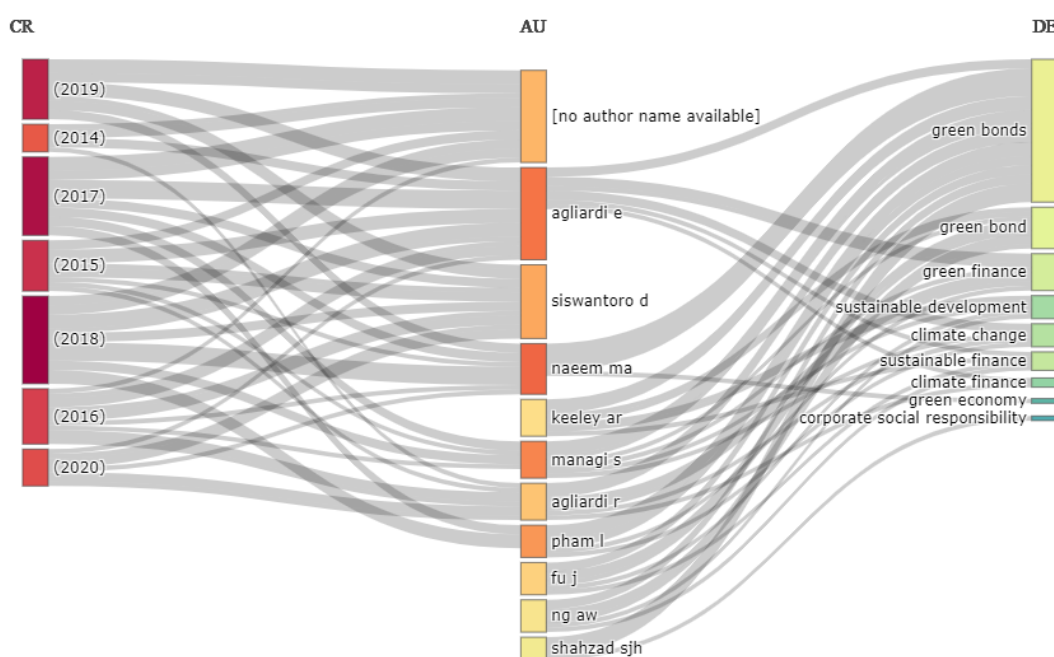 CR
AU
DE
(2019)
(2014)
(2017)
(2015)
(2018)
(2016)
(2020)
[no author name available]
agliardi e
siswantoro d
naeem ma
keeley ar
managi s
agliardi r
pham l
fu j
ng aw
shahzad sjh
green bonds
green bond
green finance
sustainable development
climate change
sustainable finance
climate finance
green economy
corporate social responsibility